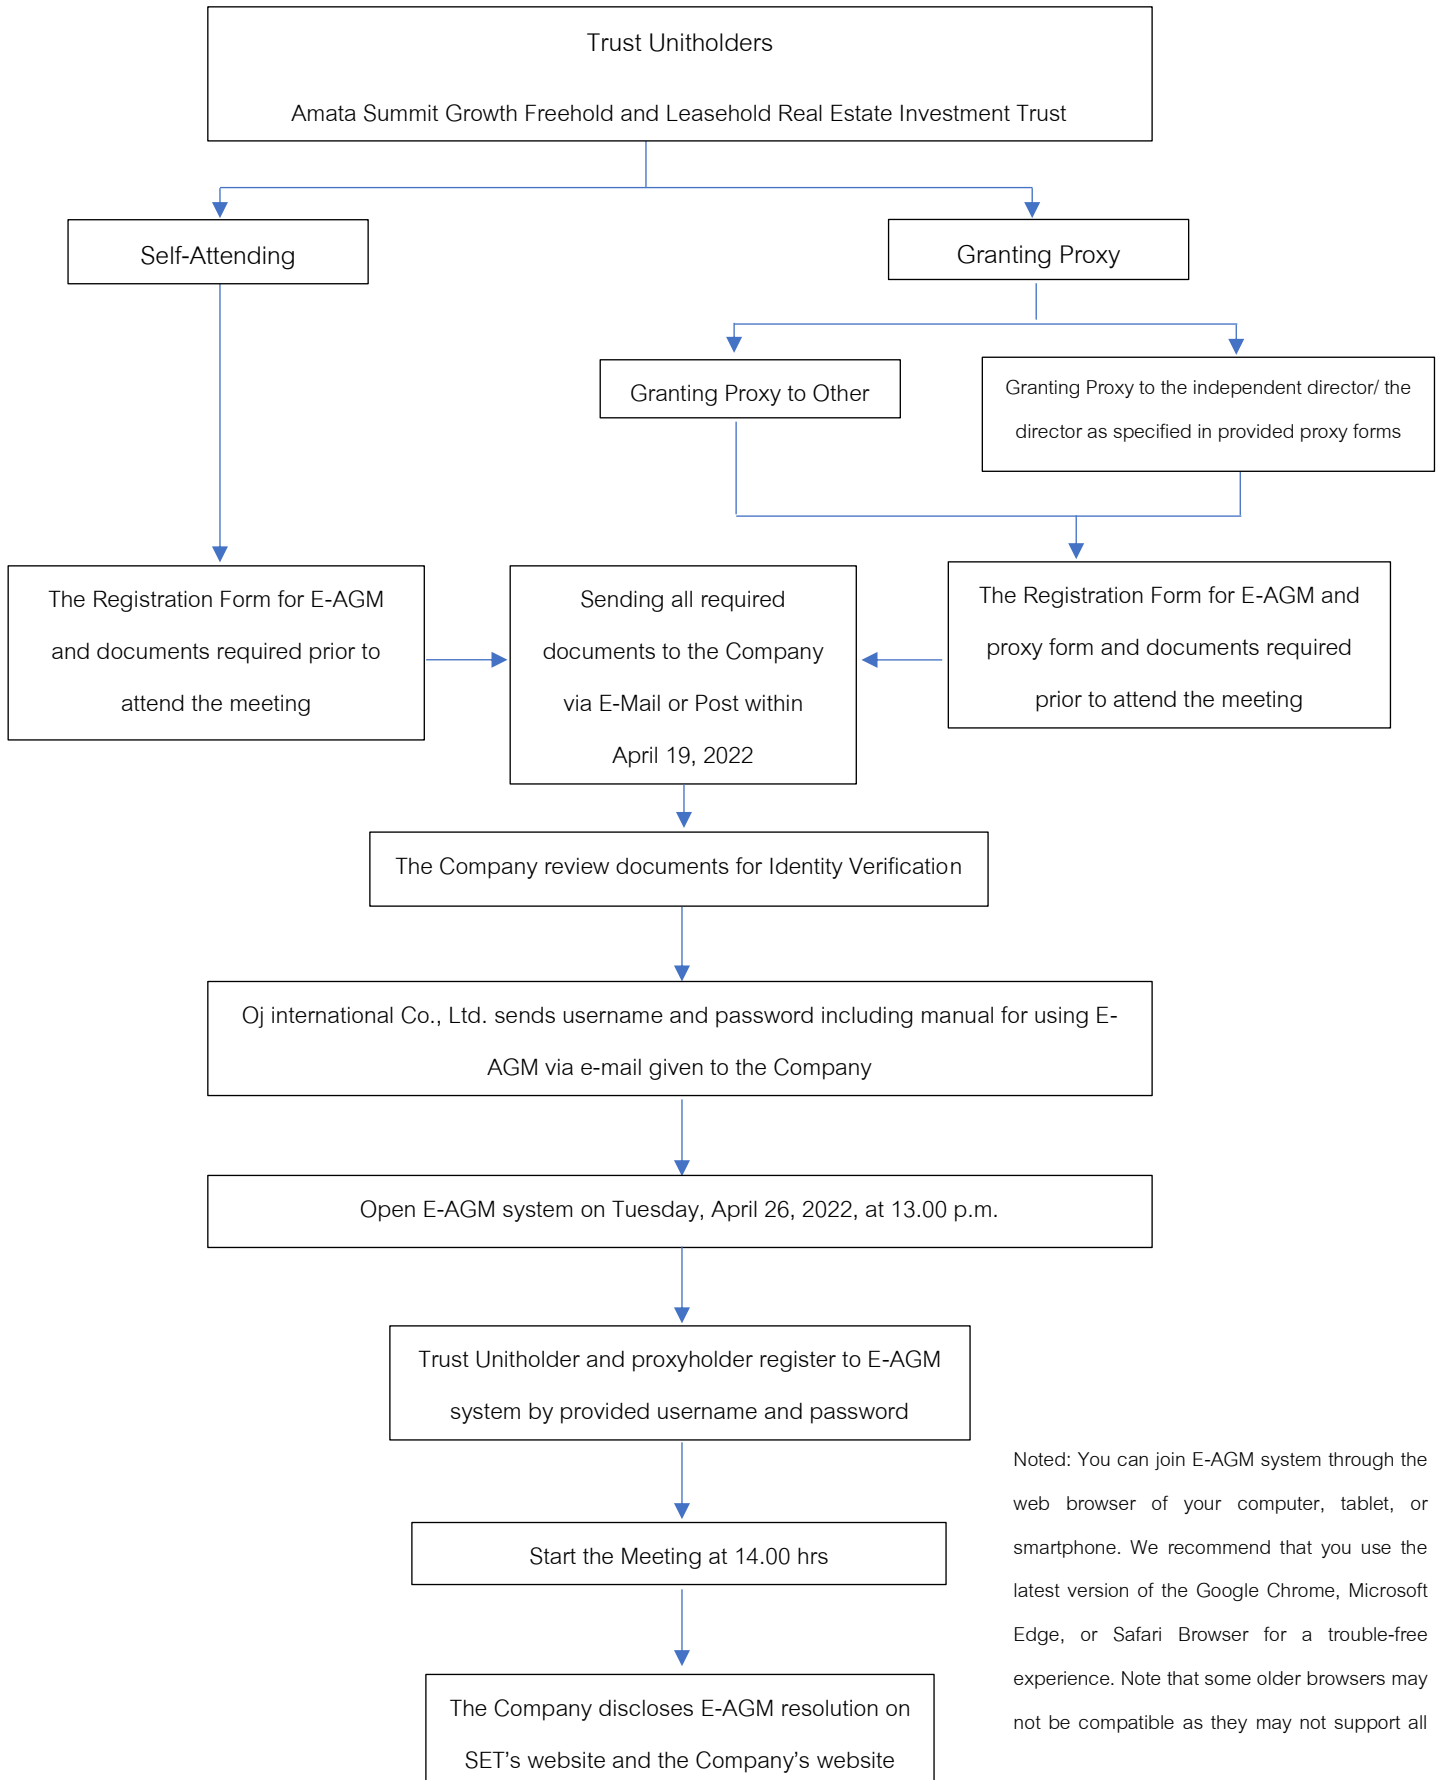 Trust Unitholders
Amata Summit Growth Freehold and Leasehold Real Estate Investment Trust
Self-Attending
Granting Proxy
Granting Proxy to Other
Granting Proxy to the independent director/ the
director as specified in provided proxy forms
The Registration Form for E-AGM
and documents required prior to
attend the meeting
Sending all required
documents to the Company
via E-Mail or Post within
April 19, 2022
The Registration Form for E-AGM and
proxy form and documents required
prior to attend the meeting
The Company review documents for Identity Verification
Oj international Co., Ltd. sends username and password including manual for using E-
AGM via e-mail given to the Company
Open E-AGM system on Tuesday, April 26, 2022, at 13.00 p.m.
Trust Unitholder and proxyholder register to E-AGM
system by provided username and password
Start the Meeting at 14.00 hrs
The Company discloses E-AGM resolution on
SET’s website and the Company’s website
Noted: You can join E-AGM system through the
web browser of your computer, tablet, or
smartphone. We recommend that you use the
latest version of the Google Chrome, Microsoft
Edge, or Safari Browser for a trouble-free
experience. Note that some older browsers may
not be compatible as they may not support all